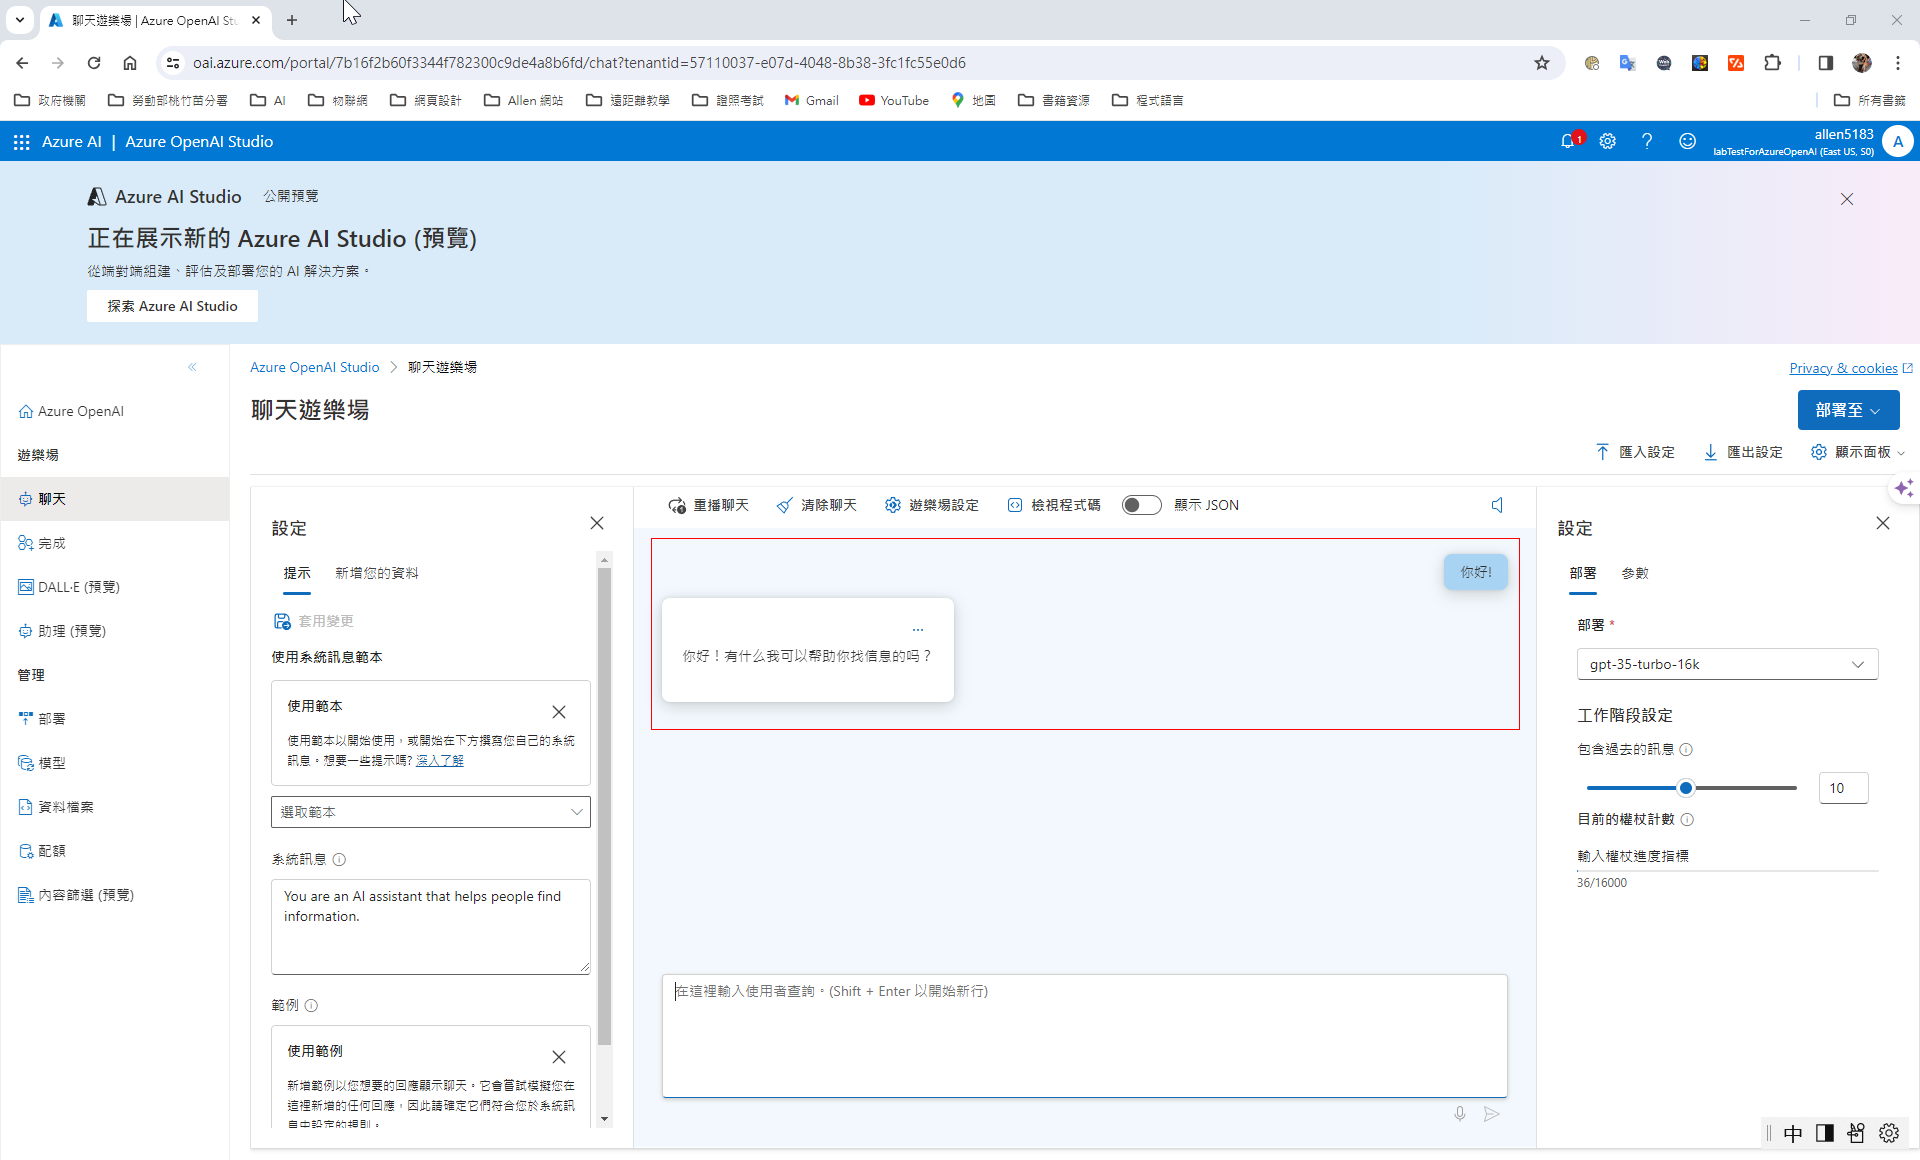 聊天遊樂場 | Azure OpenAI Stu
oai.azure.com/portal/7b16f2b60f3344f782300c9de4a8b6fd/chat?tenantid=57110037-e07d-4048-8b38-3fc1fc55e0d6
政府機關
勞動部桃竹苗分署
AI
物聯網
網頁設計
Allen 網站
遠距離教學
證照考試
Gmail
YouTube
地圖
書籍資源
程式語言
所有書籤
Azure AI | Azure OpenAI Studio
1
allen5183
labTestForAzureOpenAI (East US, S0)
A
Azure AI Studio 公開預覽
正在展示新的 Azure AI Studio (預覽)
從端對端組建、評估及部署您的 AI 解決方案。
探索 Azure AI Studio
Azure OpenAI
遊樂場
聊天
完成
DALL·E (預覽)
助理 (預覽)
管理
部署
模型
資料檔案
配額
內容篩選 (預覽)
Azure OpenAI Studio > 聊天遊樂場
Privacy & cookies
聊天遊樂場
部署至
匯入設定
匯出設定
顯示面板
設定
提示
新增您的資料
套用變更
使用系統訊息範本
使用範本
使用範本以開始使用，或開始在下方撰寫您自己的系統
訊息。想要一些提示嗎? 深入了解
選取範本
系統訊息
You are an AI assistant that helps people find
information.
範例
使用範例
新增範例以您想要的回應顯示聊天。它會嘗試模擬您在
這裡新增的任何回應，因此請確定它們符合您於系統訊
息中設定的規則。
重播聊天
清除聊天
遊樂場設定
檢視程式碼
顯示 JSON
你好!
...
你好！有什么我可以帮助你找信息的吗？
在這裡輸入使用者查詢。(Shift + Enter 以開始新行)
設定
部署
參數
部署 *
gpt-35-turbo-16k
工作階段設定
包含過去的訊息
10
目前的權杖計數
輸入權杖進度指標
36/16000
中